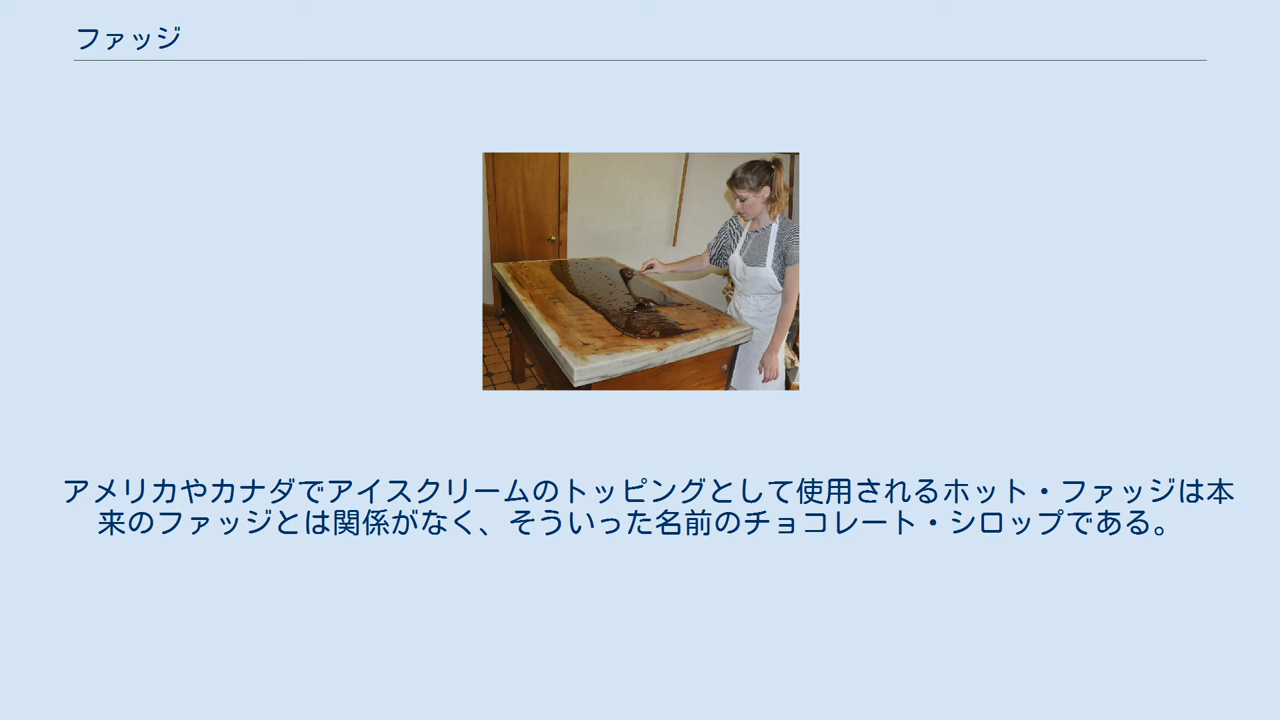 ファッジ
アメリカやカナダでアイスクリームのトッピングとして使用されるホット・ファッジは本
来のファッジとは関係がなく、そういった名前のチョコレート・シロップである。